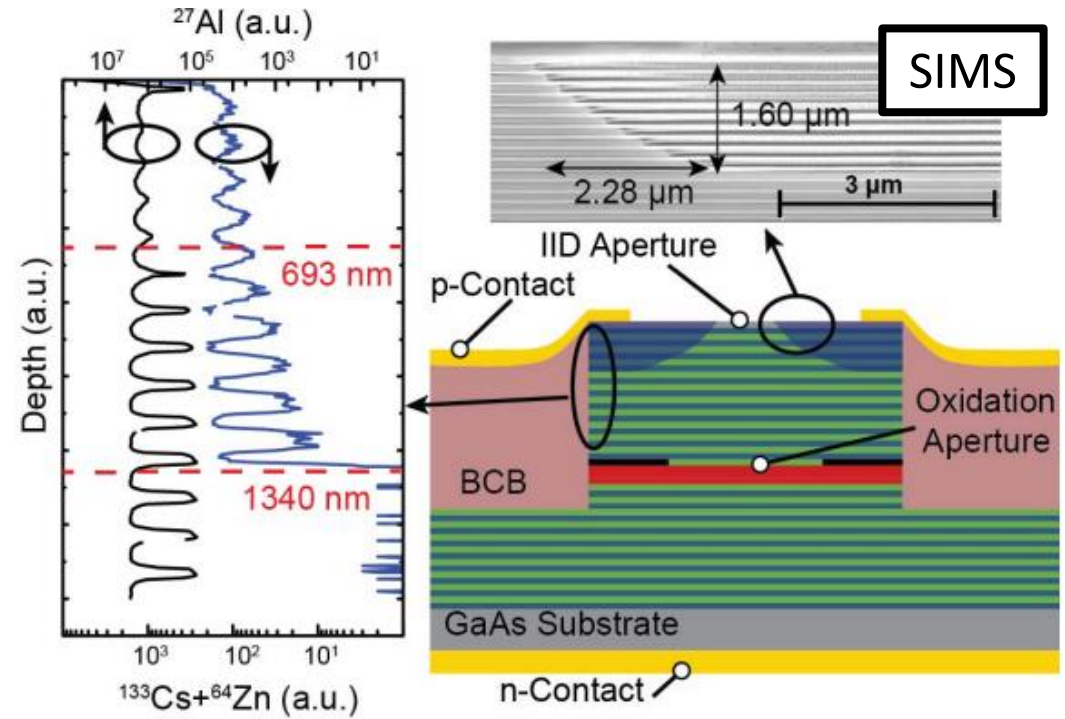 ²⁷Al (a.u.)
10⁷ 10⁵ 10³ 10¹
Depth (a.u.)
693 nm
1340 nm
10³ 10² 10¹
¹³³Cs+⁶⁴Zn (a.u.)
SIMS
1.60 µm
2.28 µm
3 µm
IID Aperture
p-Contact
Oxidation
Aperture
BCB
GaAs Substrate
n-Contact